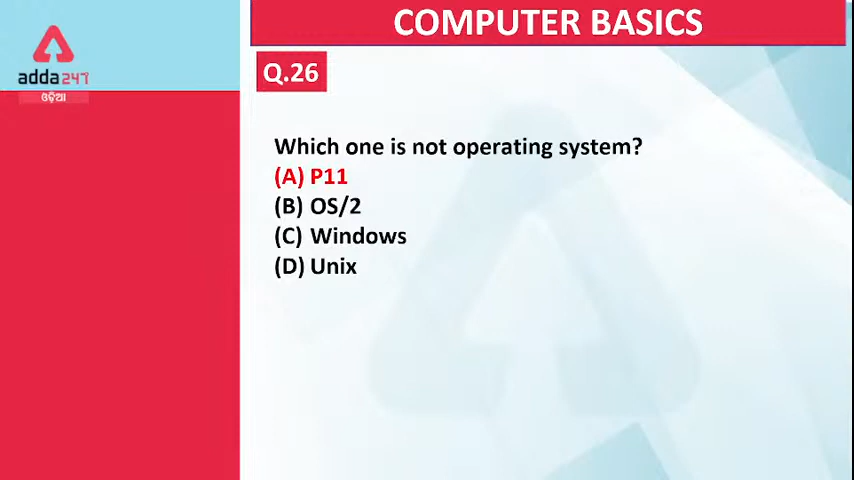 COMPUTER BASICS
adda247
ଓଡ଼ିଆ
Q.26
Which one is not operating system?
(A) P11
(B) OS/2
(C) Windows
(D) Unix